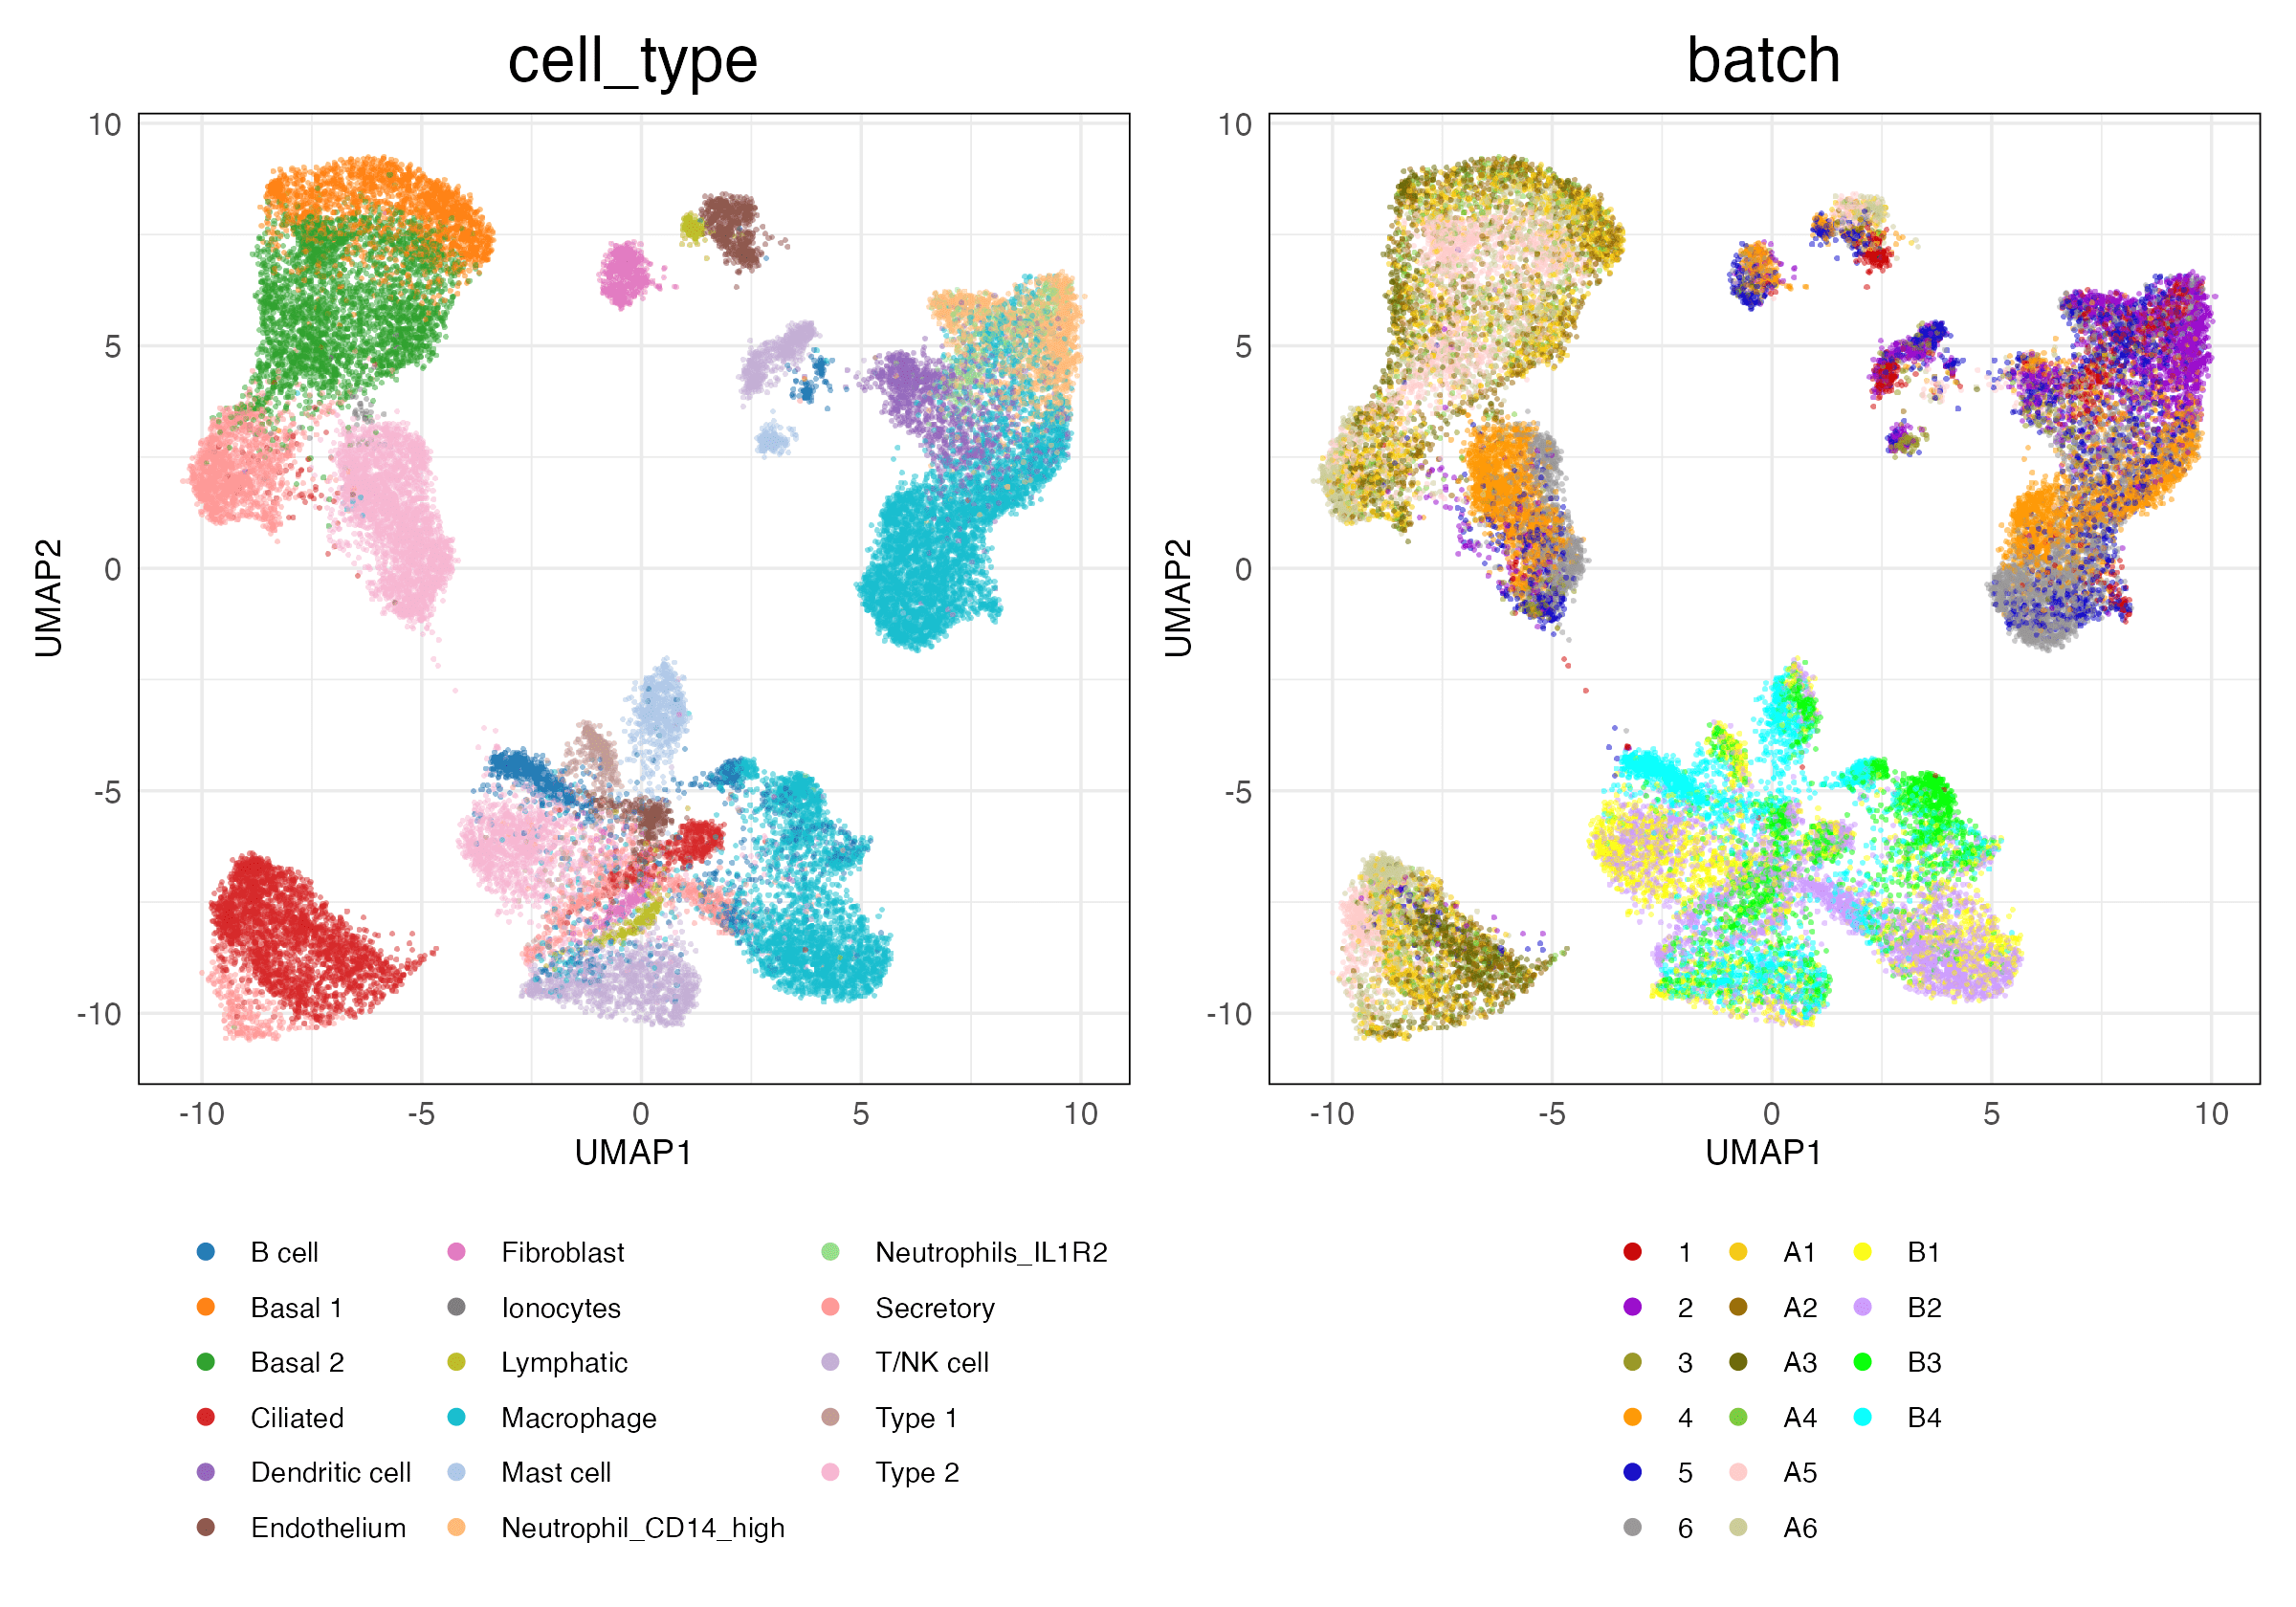 cell_type
batch
10
5
0
-5
-10
UMAP2
-10
-5
0
5
10
UMAP1
10
5
0
-5
-10
UMAP2
-10
-5
0
5
10
UMAP1
B cell
Basal 1
Basal 2
Ciliated
Dendritic cell
Endothelium
Fibroblast
Ionocytes
Lymphatic
Macrophage
Mast cell
Neutrophil_CD14_high
Neutrophils_IL1R2
Secretory
T/NK cell
Type 1
Type 2
1
2
3
4
5
6
A1
A2
A3
A4
A5
A6
B1
B2
B3
B4